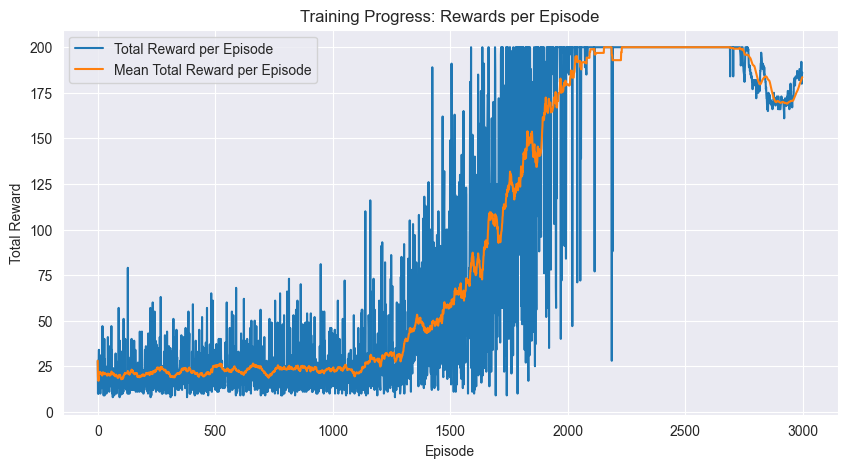 Training Progress: Rewards per Episode
Total Reward per Episode
Mean Total Reward per Episode
Total Reward
200
175
150
125
100
75
50
25
0
0 500 1000 1500 2000 2500 3000
Episode